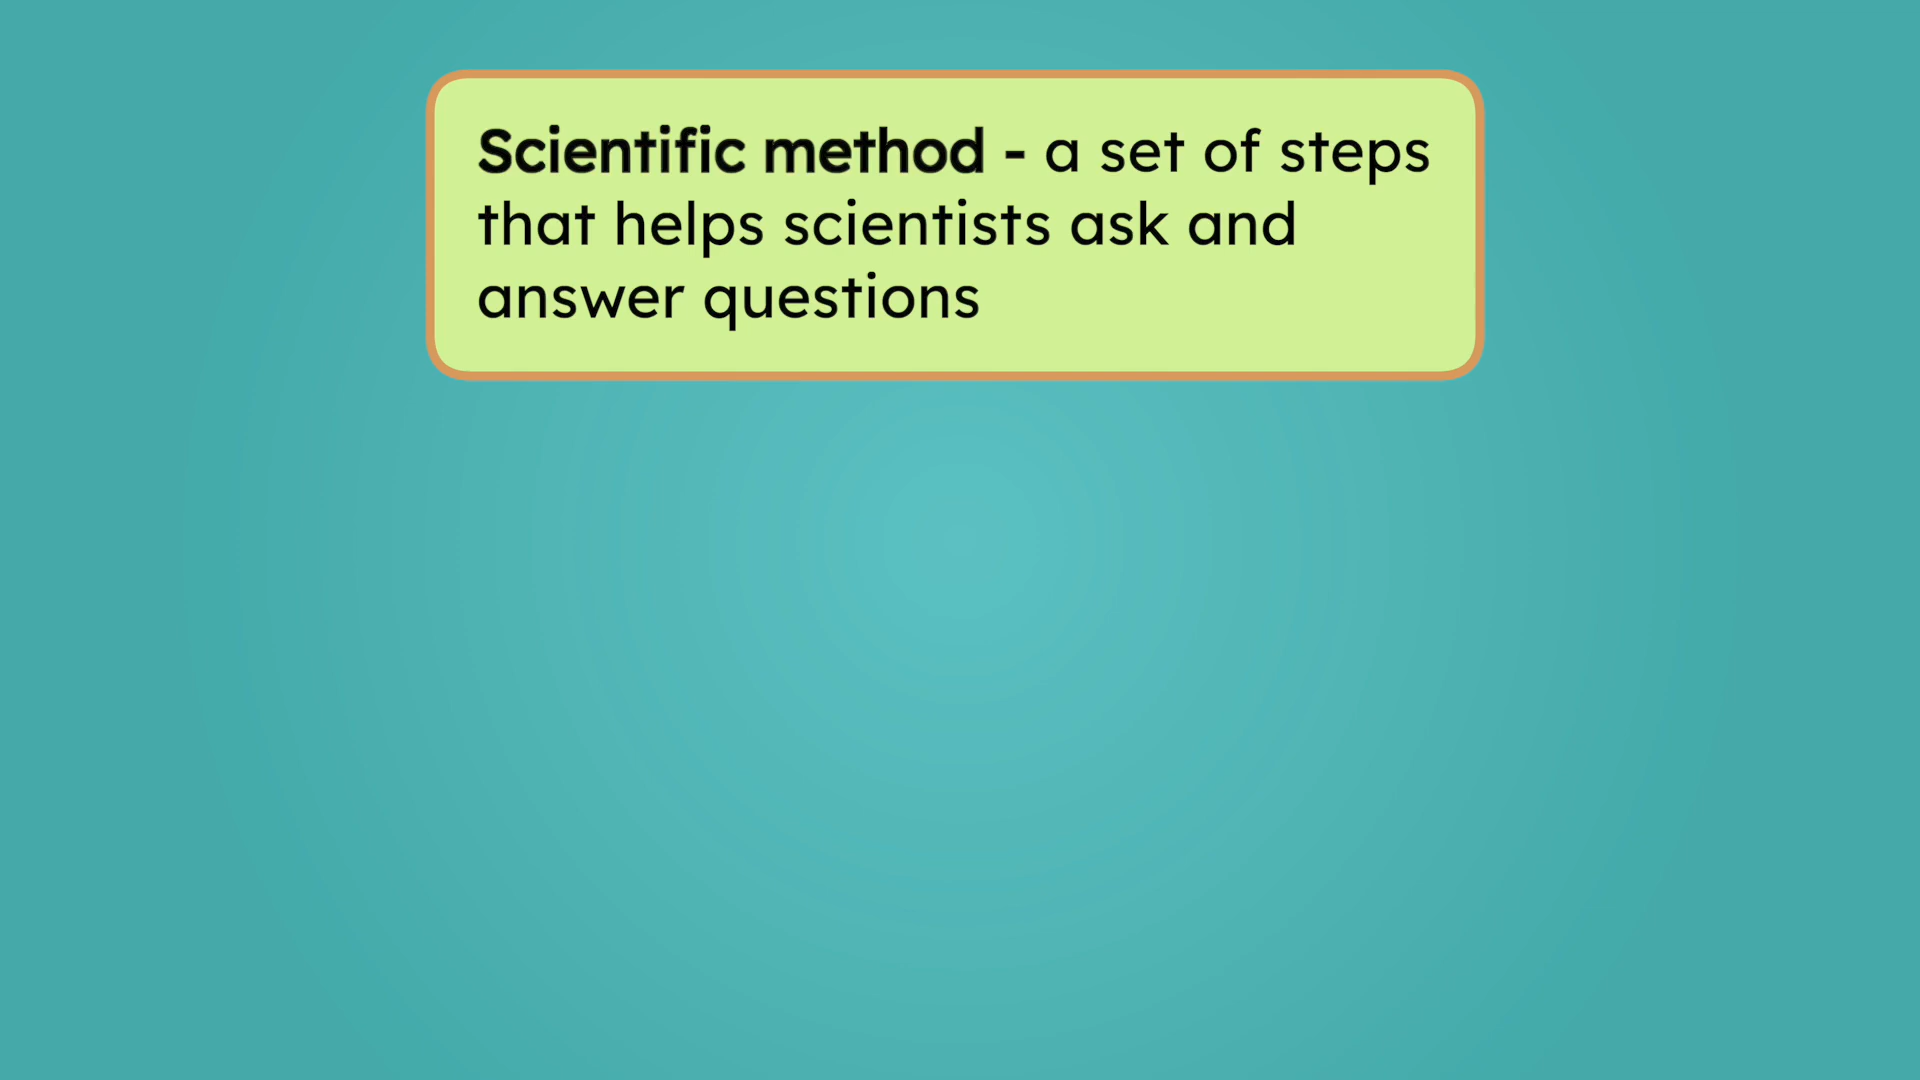 Scientific method - a set of steps
that helps scientists ask and
answer questions